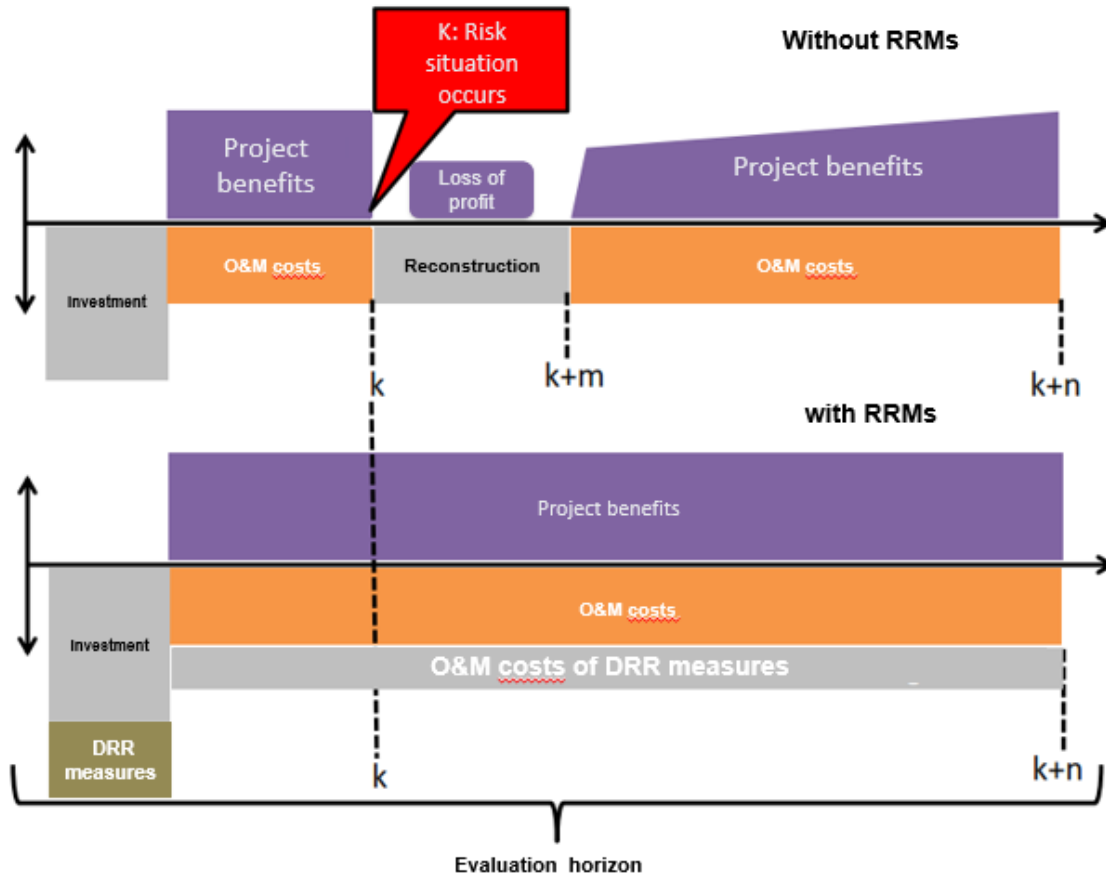 K: Risk
situation
occurs
Without RRMs
Project
benefits
Loss of
profit
Project benefits
O&M costs
Reconstruction
O&M costs
Investment
k
k+m
k+n
with RRMs
Project benefits
O&M costs
Investment
O&M costs of DRR measures
DRR
measures
k
k+n
Evaluation horizon